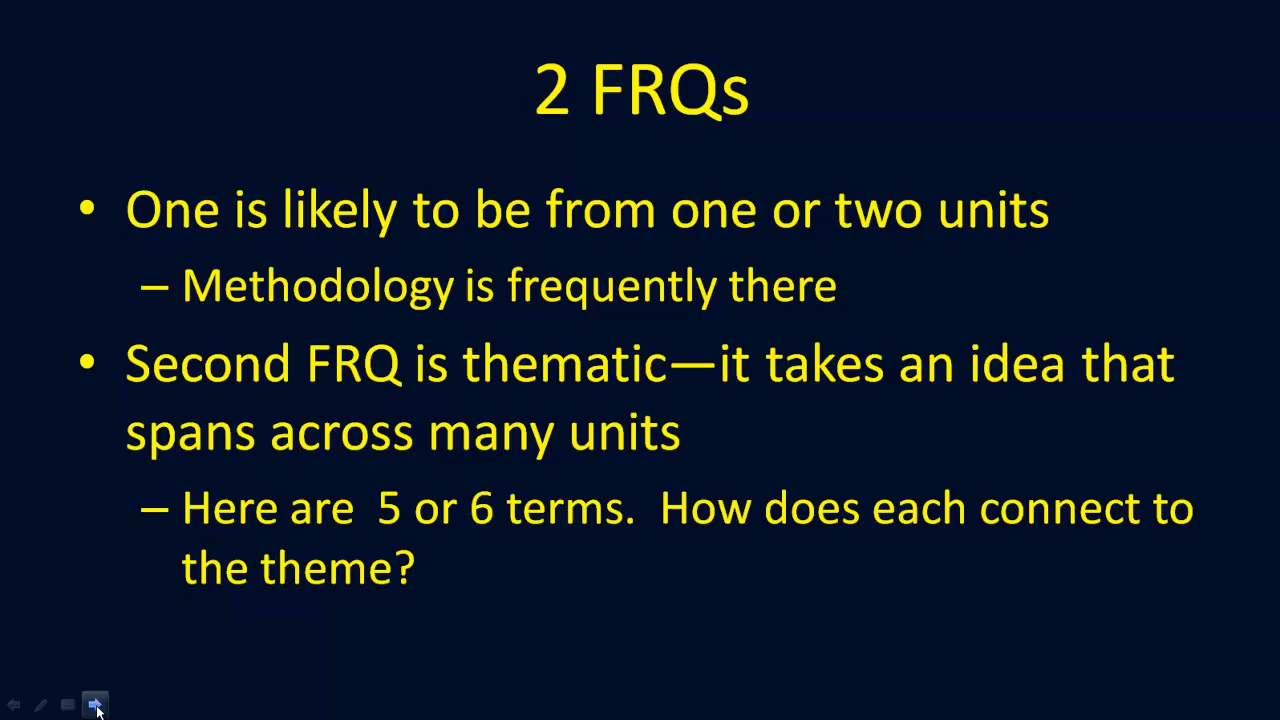 2 FRQs
• One is likely to be from one or two units
– Methodology is frequently there
• Second FRQ is thematic—it takes an idea that
spans across many units
– Here are  5 or 6 terms.  How does each connect to
the theme?